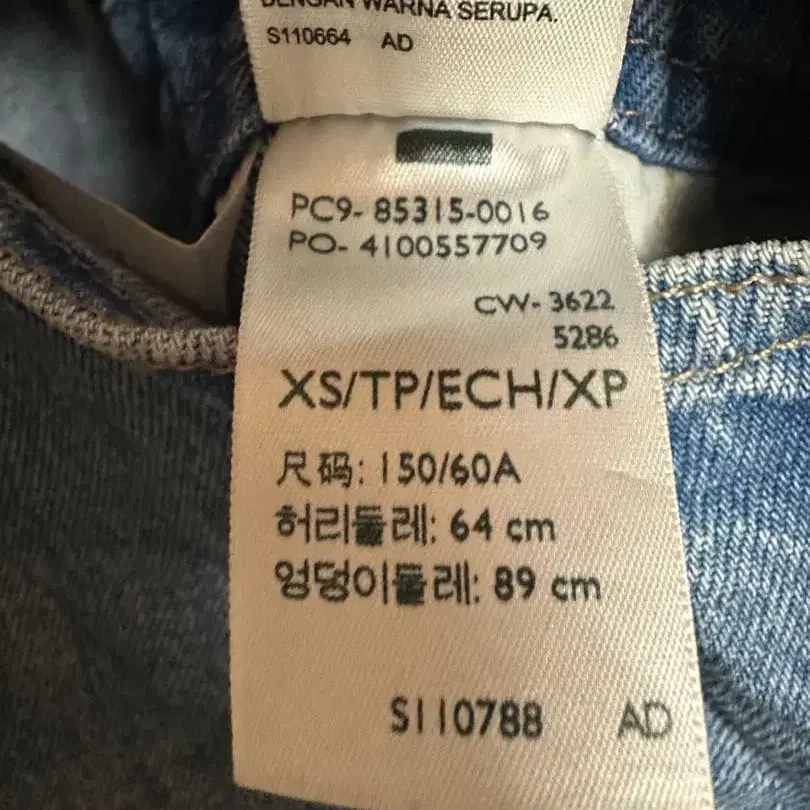 DENGAN WARNA SERUPA.
S110664 AD
PC9- 85315-0016
PO- 4100557709
CW- 3622
5286
XS/TP/ECH/XP
尺码: 150/60A
허리둘레: 64 cm
엉덩이둘레: 89 cm
S110788 AD